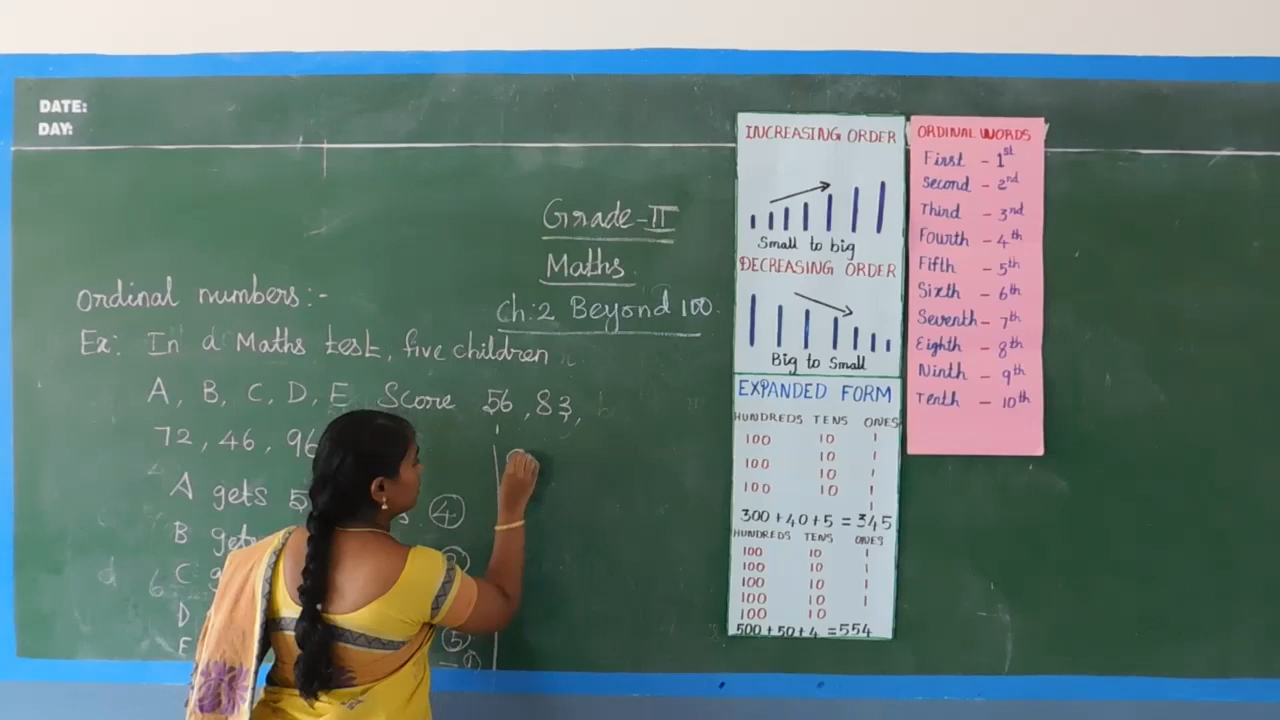 DATE:
DAY:
Grade-II
Maths
Ch:2 Beyond 100.
Ordinal numbers:-
Ex: In a Maths test, five children
A, B, C, D, E Score 56, 83,
72, 46, 96
A gets 5 s. ④
B
C
D ⑤
E - ①
INCREASING ORDER
Small to big
DECREASING ORDER
Big to Small
EXPANDED FORM
HUNDREDS TENS ONES
100 10 1
10 1
100 10 1
100 10 1
1
300+40+5 = 345
HUNDREDS TENS ONES
100 10 1
100 10 1
100 10 1
100 10 1
100 10
500+50+4 = 554
ORDINAL WORDS
First - 1st
Second - 2nd
Third - 3rd
Fourth - 4th
Fifth - 5th
Sixth - 6th
Seventh - 7th
Eighth - 8th
Ninth - 9th
Tenth - 10th